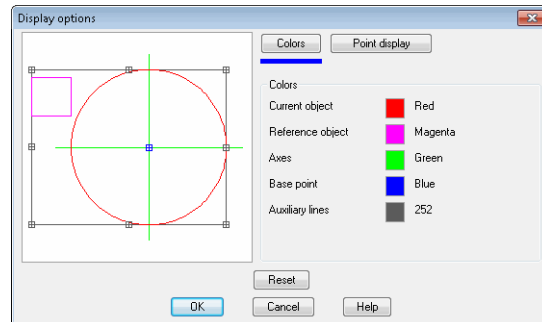 Display options
Colors
Point display
Colors
Current object Red
Reference object Magenta
Axes Green
Base point Blue
Auxiliary lines 252
Reset
OK Cancel Help